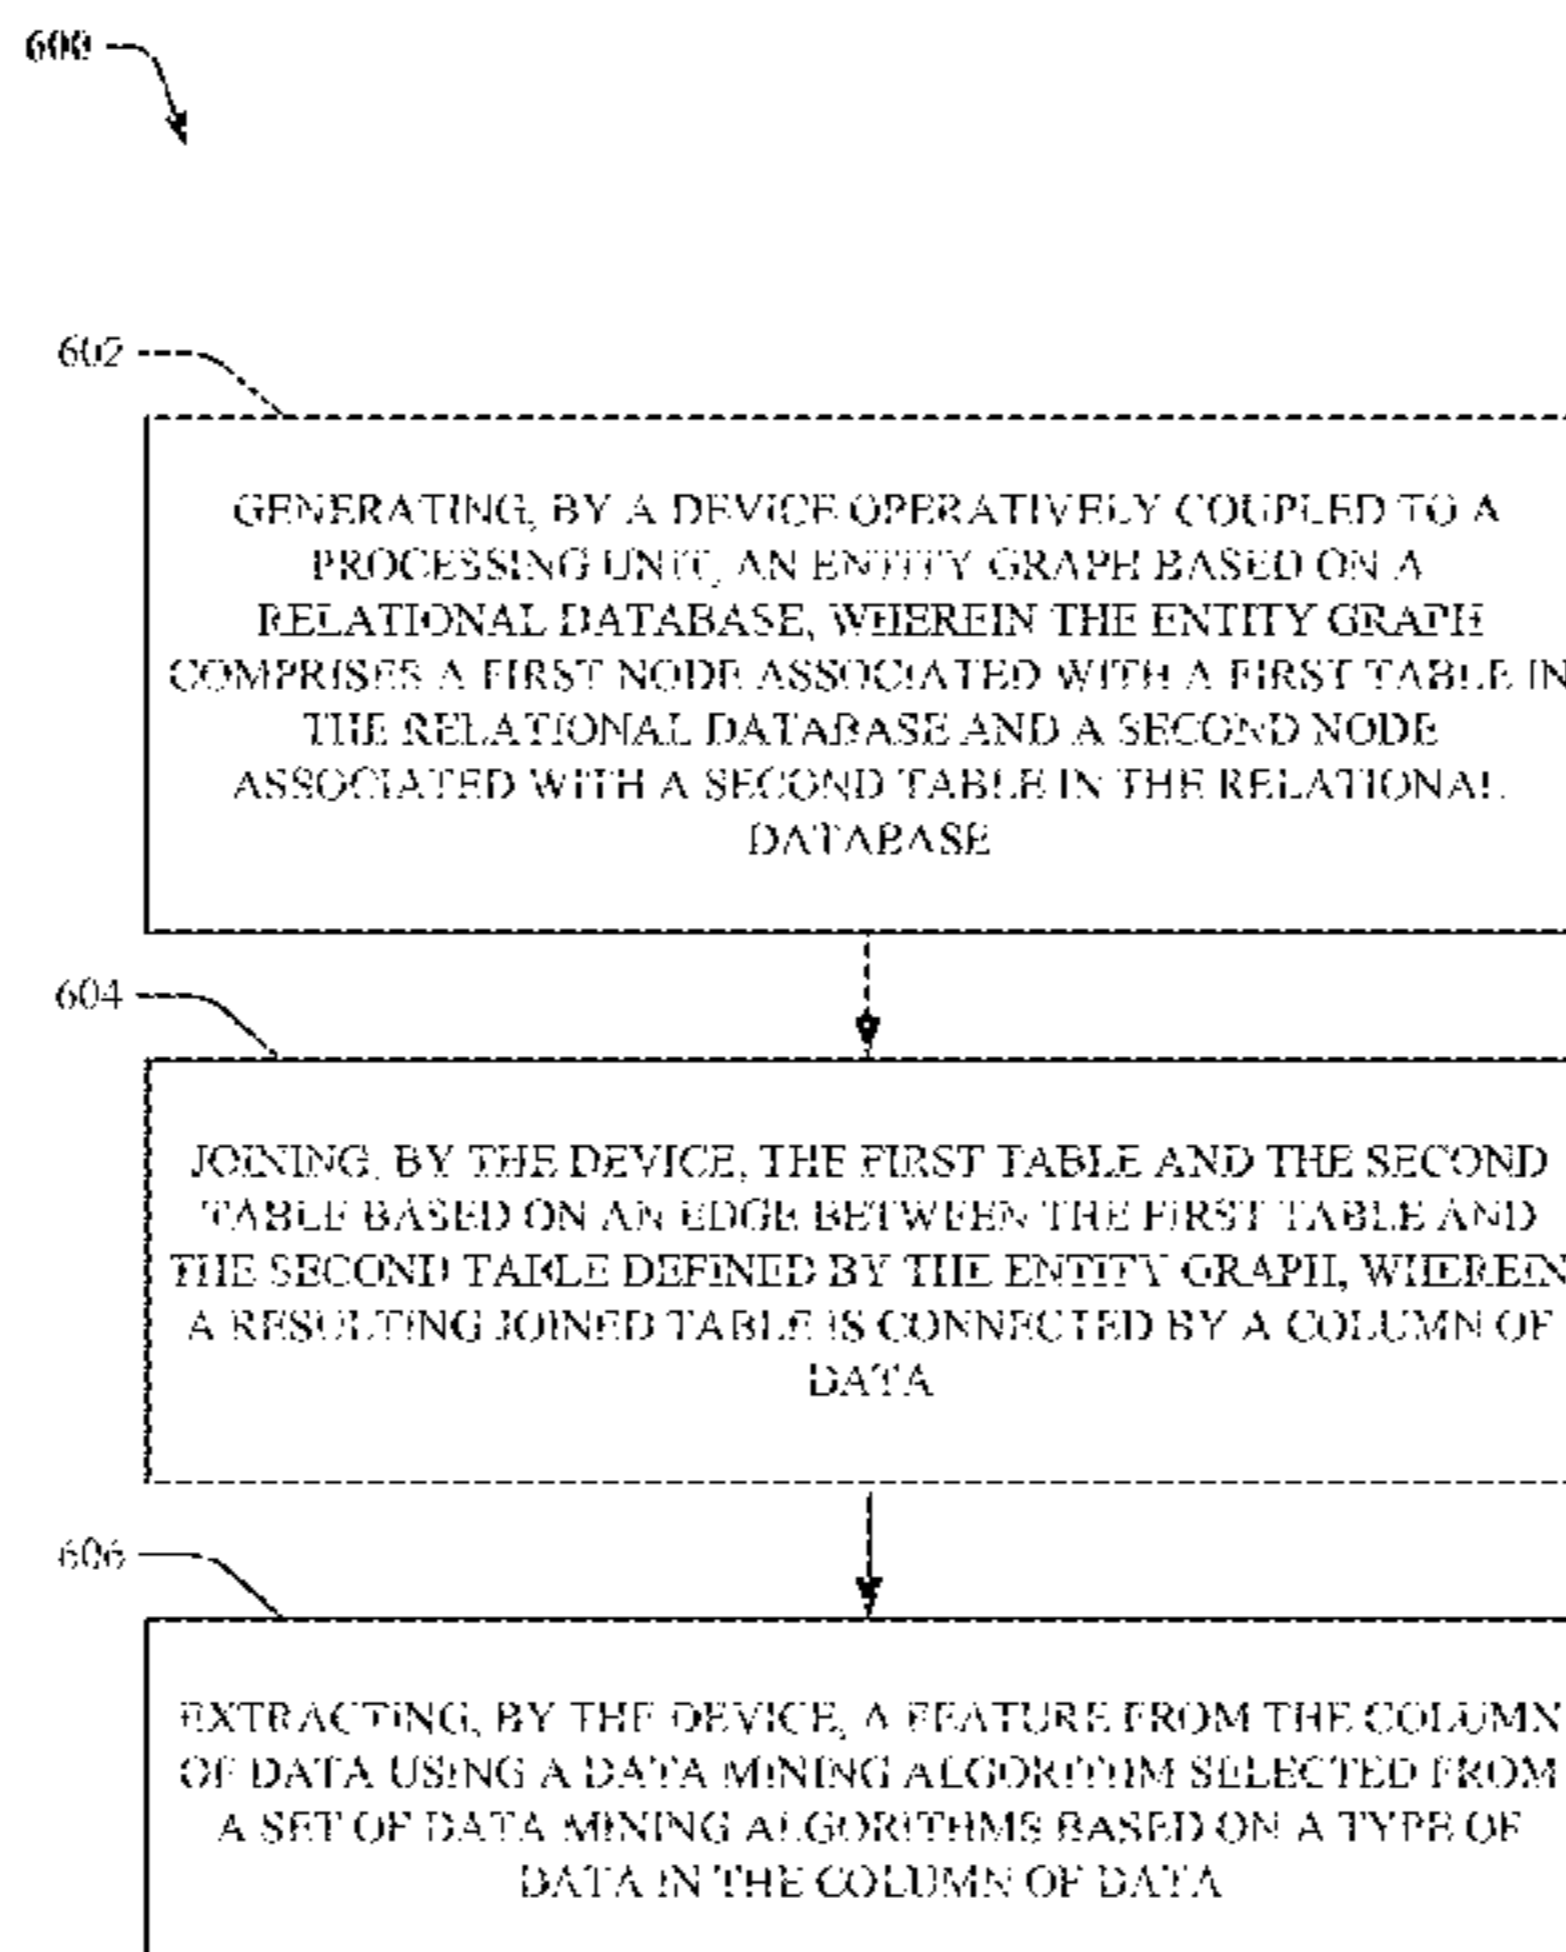 600
602
GENERATING, BY A DEVICE OPERATIVELY COUPLED TO A
PROCESSING UNIT, AN ENTITY GRAPH BASED ON A
RELATIONAL DATABASE, WHEREIN THE ENTITY GRAPH
COMPRISES A FIRST NODE ASSOCIATED WITH A FIRST TABLE IN
THE RELATIONAL DATABASE AND A SECOND NODE
ASSOCIATED WITH A SECOND TABLE IN THE RELATIONAL
DATABASE
604
JOINING, BY THE DEVICE, THE FIRST TABLE AND THE SECOND
TABLE BASED ON AN EDGE BETWEEN THE FIRST TABLE AND
THE SECOND TABLE DEFINED BY THE ENTITY GRAPH, WHEREIN
A RESULTING JOINED TABLE IS CONNECTED BY A COLUMN OF
DATA
606
EXTRACTING, BY THE DEVICE, A FEATURE FROM THE COLUMN
OF DATA USING A DATA MINING ALGORITHM SELECTED FROM
A SET OF DATA MINING ALGORITHMS BASED ON A TYPE OF
DATA IN THE COLUMN OF DATA